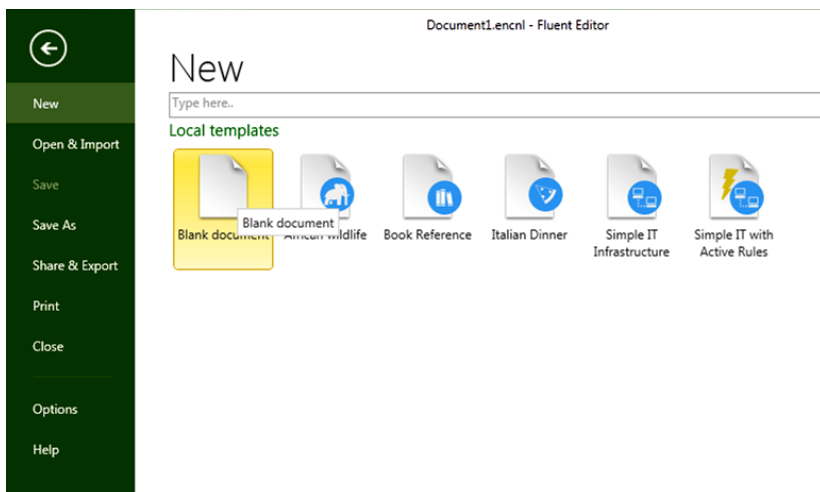 Document1.encnl - Fluent Editor
New
Open & Import
Save
Save As
Share & Export
Print
Close
Options
Help
New
Type here..
Local templates
Blank document
Blank document
African wildlife
Book Reference
Italian Dinner
Simple IT
Infrastructure
Simple IT with
Active Rules